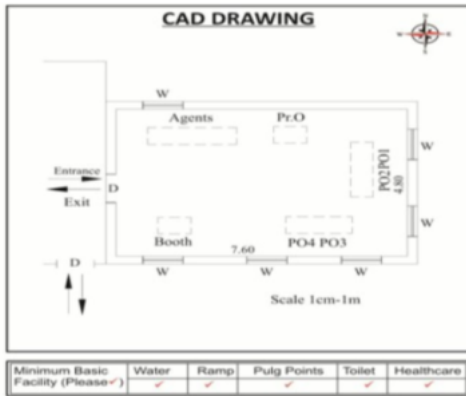 CAD DRAWING
W
Agents Pr.O
W
PO2 PO1
4.80
Entrance
D
Exit
W
Booth 7.60 PO4 PO3
D W W W
Scale 1cm-1m
Minimum Basic Facility (Please✓) Water Ramp Pulg Points Toilet Healthcare
✓ ✓ ✓ ✓ ✓